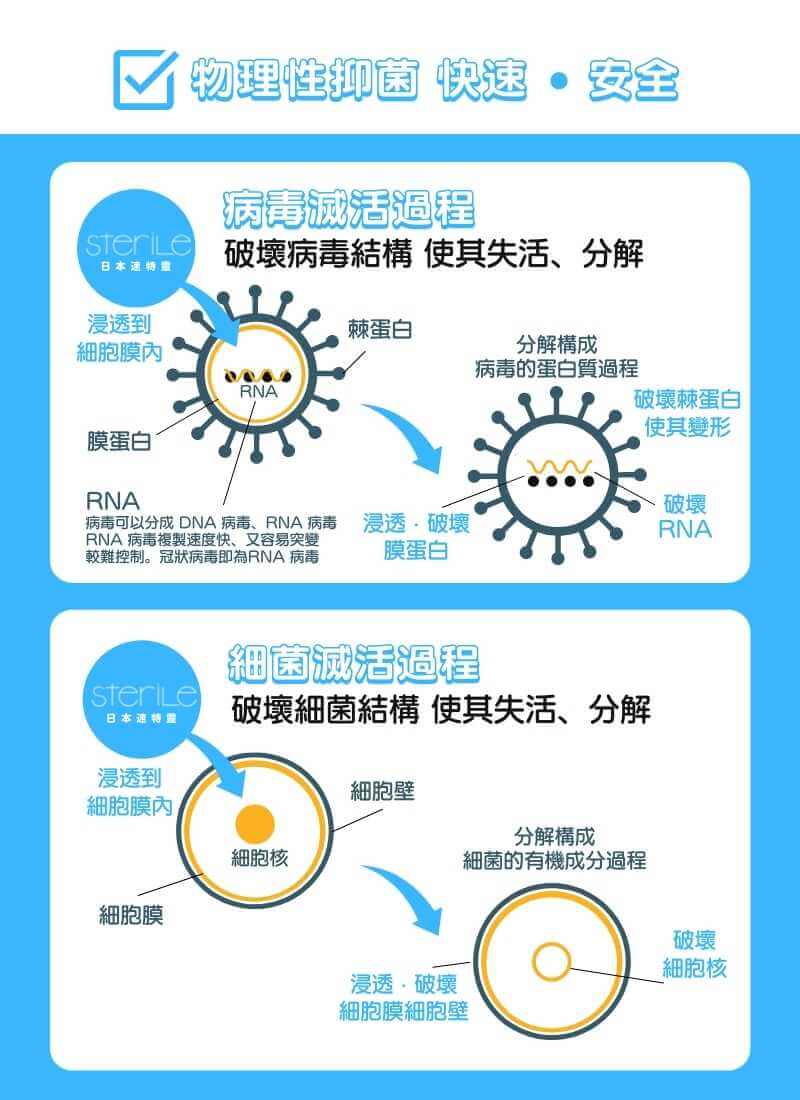 物理性抑菌 快速•安全
病毒滅活過程
破壞病毒結構 使其失活、分解
STERILE
日本速特靈
浸透到
細胞膜內
棘蛋白
RNA
膜蛋白
RNA
病毒可以分成 DNA 病毒、RNA 病毒
RNA 病毒複製速度快、又容易突變
較難控制。冠狀病毒即為RNA 病毒
分解構成
病毒的蛋白質過程
破壞棘蛋白
使其變形
浸透·破壞
膜蛋白
破壞
RNA
細菌滅活過程
破壞細菌結構 使其失活、分解
STERILE
日本速特靈
浸透到
細胞膜內
細胞壁
細胞核
細胞膜
分解構成
細菌的有機成分過程
浸透·破壞
細胞膜細胞壁
破壞
細胞核